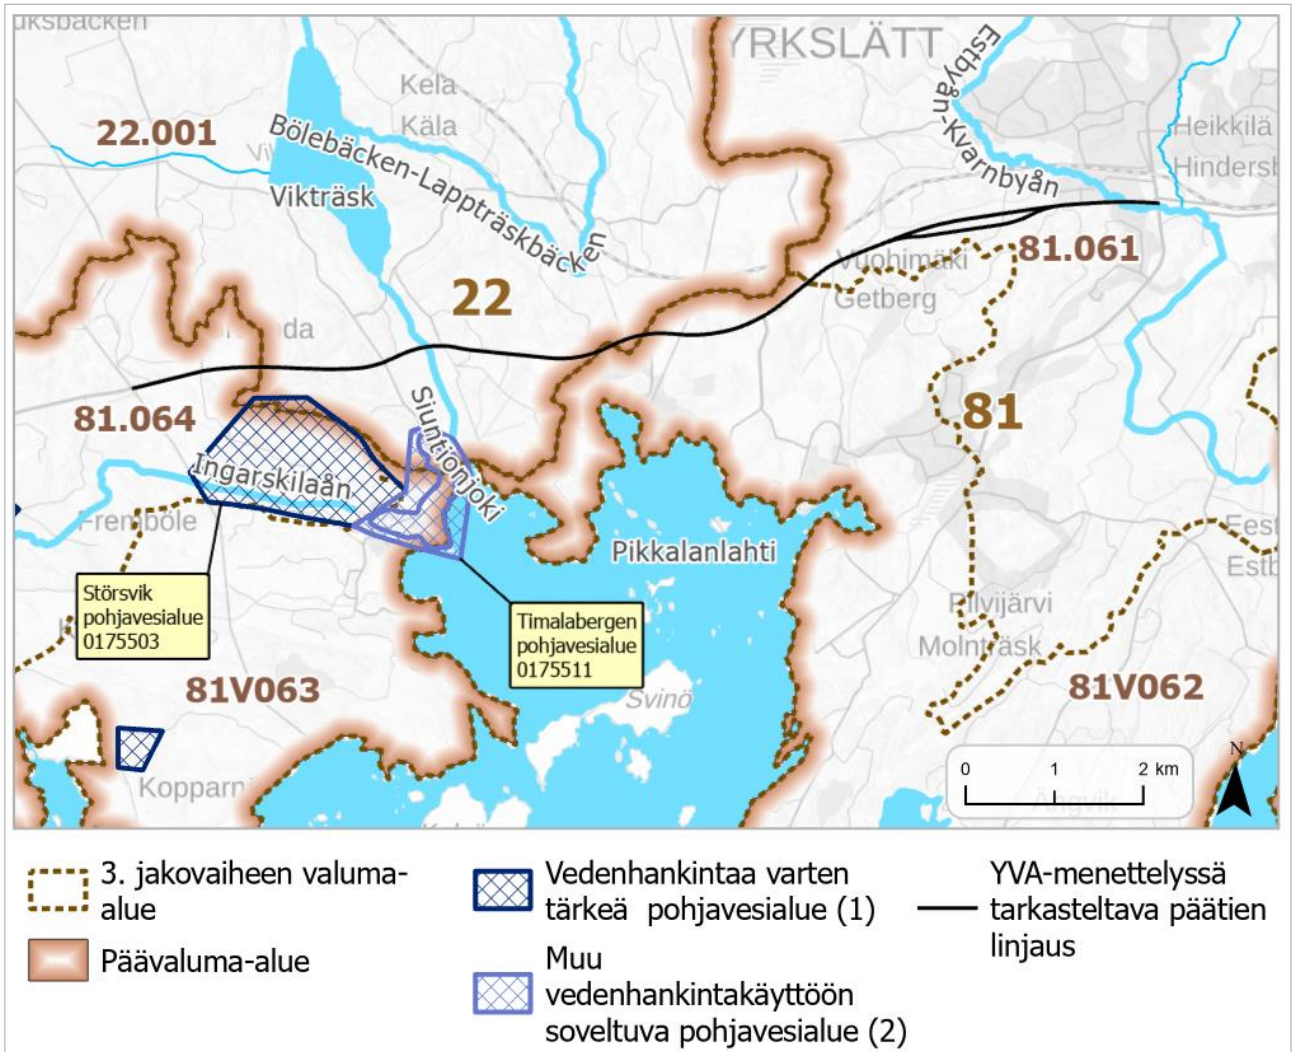 YRKSLÄTT
Estbyån-Kvarnbyån
Kela
Käla
22.001
Bölebäcken-Lappträskbäcken
Heikkilä
Vikträsk
22
Vuohimäki
Getberg
81.061
81.064
Siuntionjoki
81
Ingarskilaån
Fremböle
Pikkalanlahti
Störsvik
pohjavesialue
0175503
Timalabergen
pohjavesialue
0175511
Pilvijärvi
Molnträsk
81V063
Svinö
81V062
N
0 1 2 km
3. jakovaiheen valuma-
alue
Päävaluma-alue
Vedenhankintaa varten
tärkeä pohjavesialue (1)
Muu
vedenhankintakäyttöön
soveltuva pohjavesialue (2)
YVA-menettelyssä
tarkasteltava päätien
linjaus